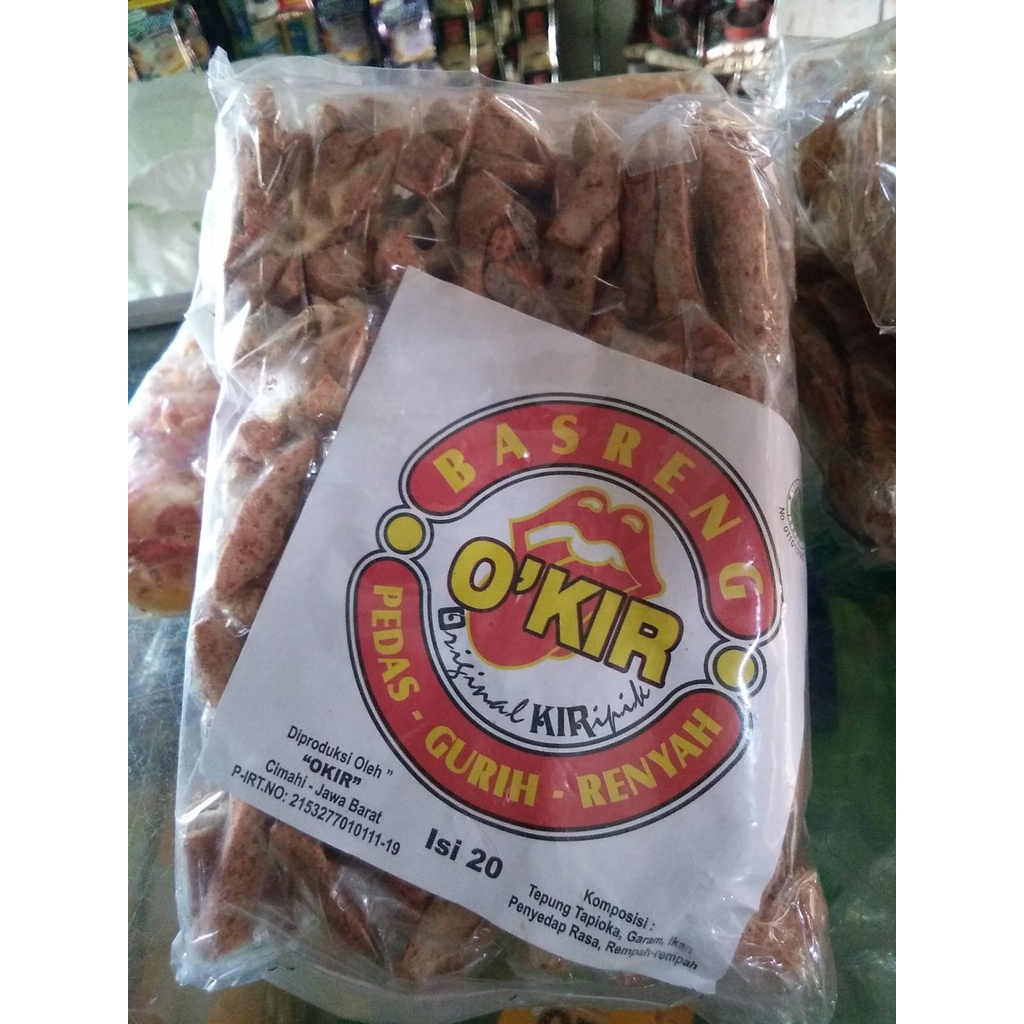 BASRENG
O'KIR
Original KIRipik
PEDAS - GURIH - RENYAH
Diproduksi Oleh "
"OKIR"
Cimahi - Jawa Barat
P-IRT.NO: 2153277010111-19
Isi 20
Komposisi :
Tepung Tapioka, Garam, Ikan,
Penyedap Rasa, Rempah-rempah
No